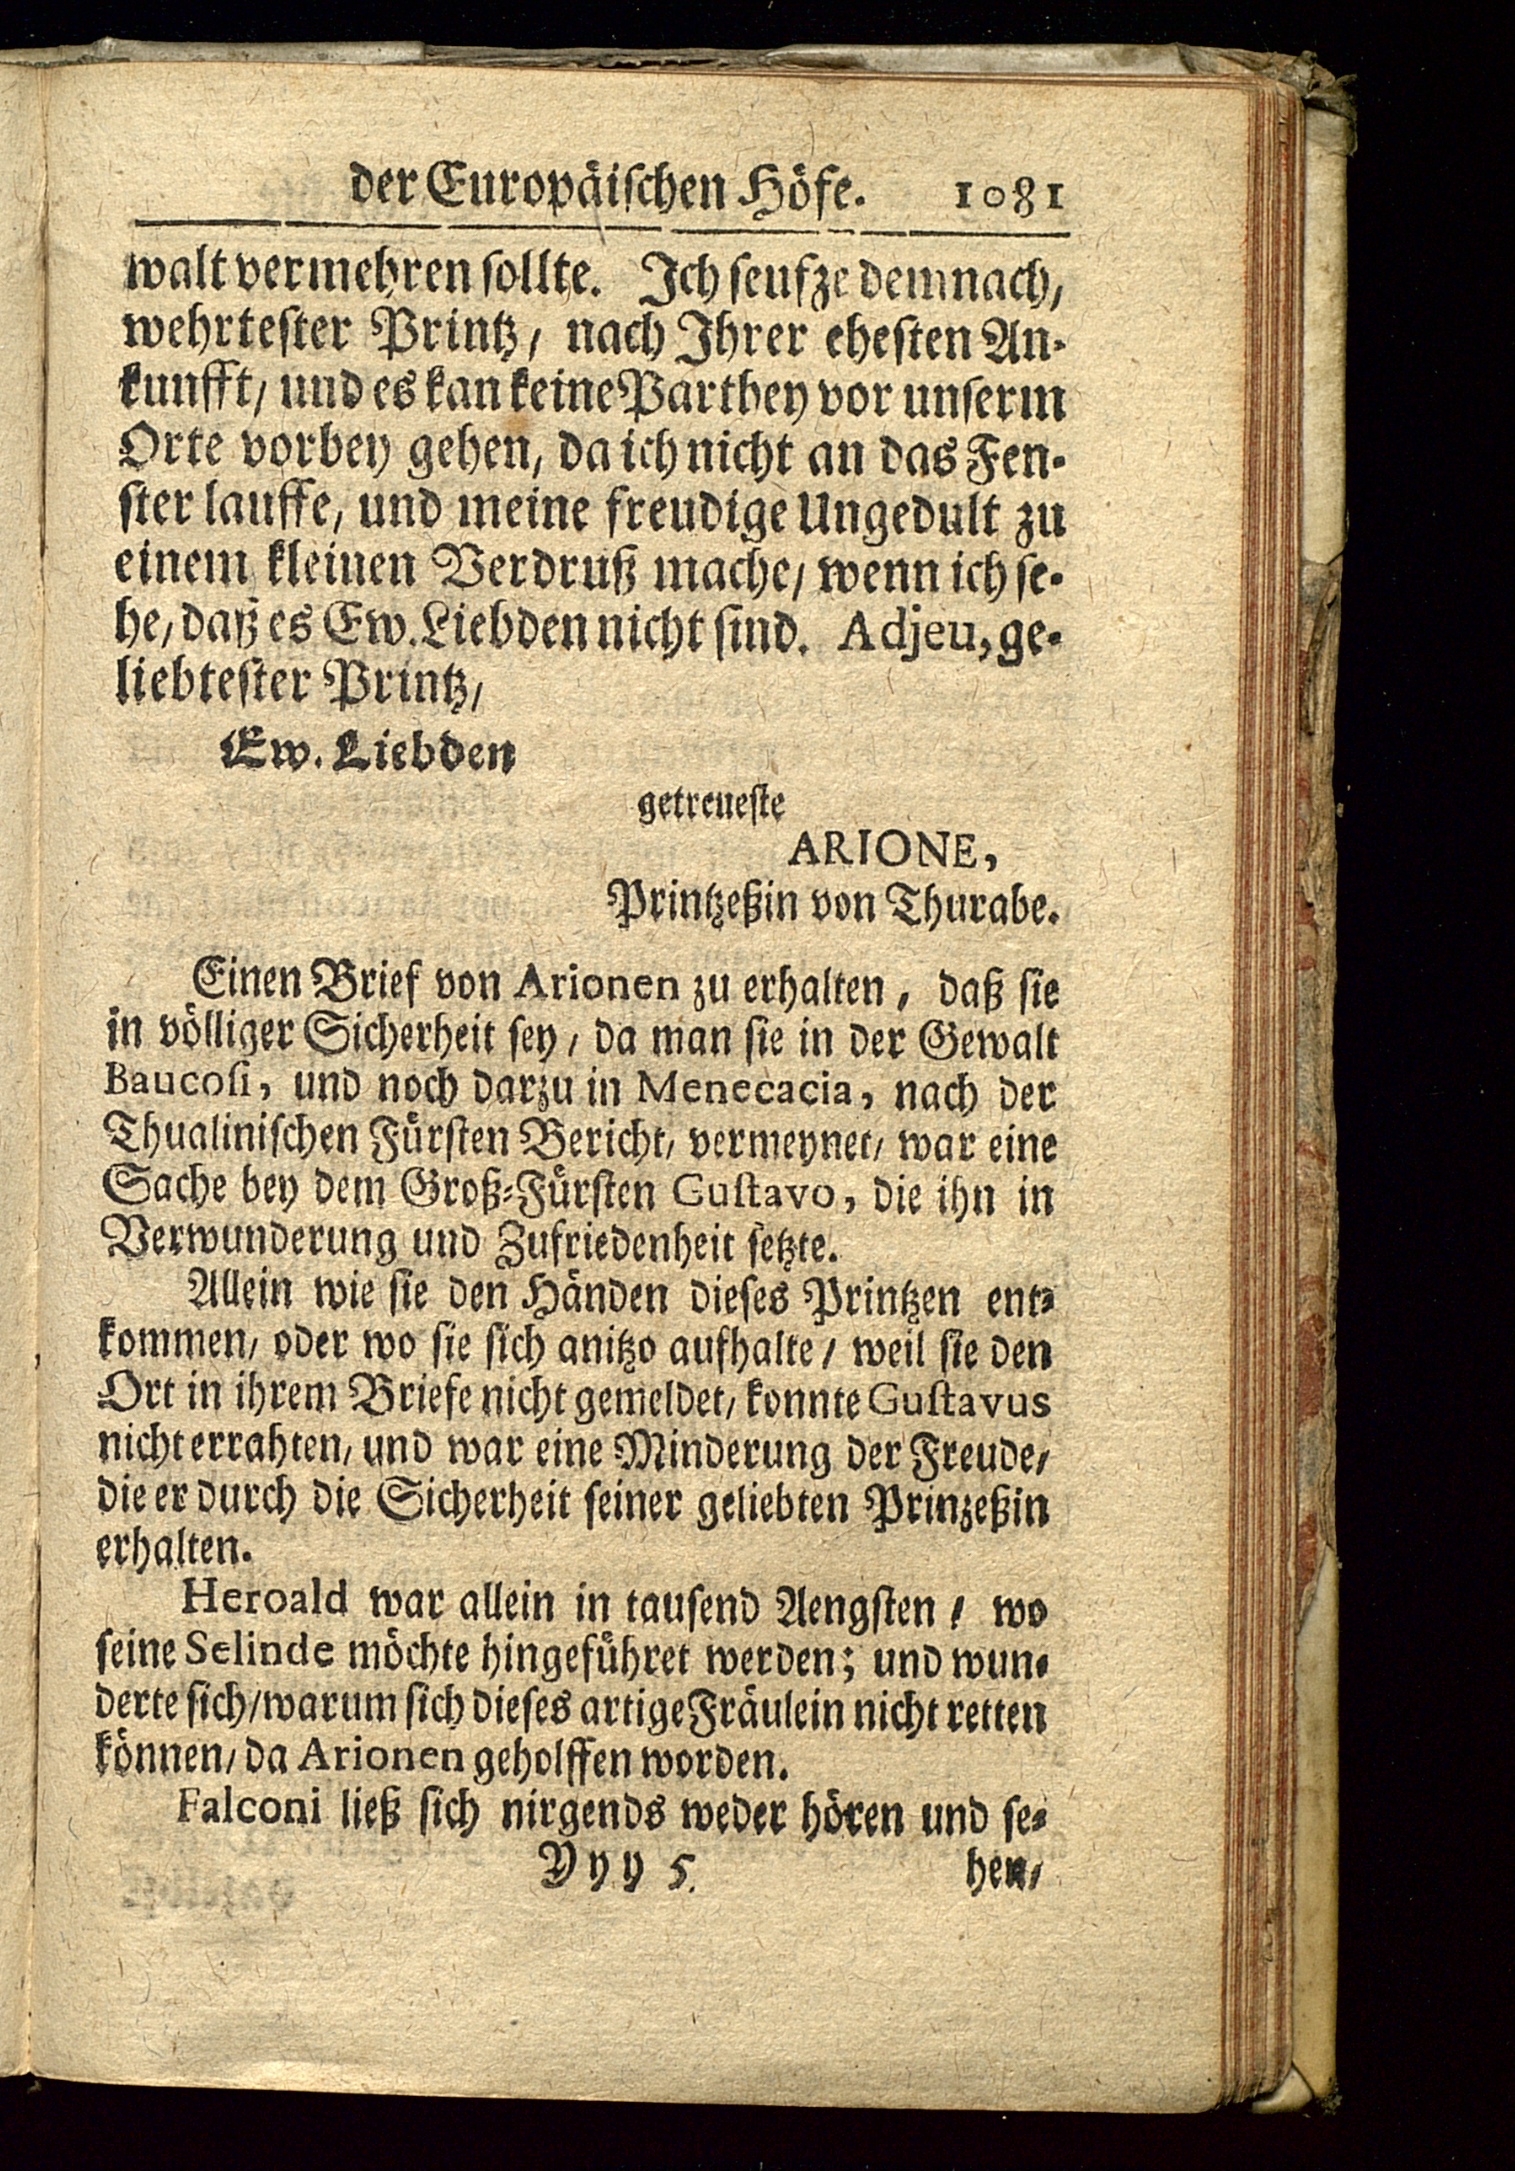 der Europäiſchen Höfe. 1081
walt vermehren ſollte. Ich ſeufze demnach,
wehrteſter Printz / nach Ihrer eheſten An-
kunfft / und es kan keine Parthey vor unſerm
Orte vorbey gehen, da ich nicht an das Fen-
ſter lauffe, und meine freudige Ungedult zu
einem kleinen Verdruß mache / wenn ich ſe-
he / daß es Ew. Liebden nicht ſind. Adjeu, ge-
liebteſter Printz /
Ew. Liebden
getreueſte
ARIONE,
Printzeßin von Thurabe.
Einen Brief von Arionen zu erhalten, daß ſie
in völliger Sicherheit ſey / da man ſie in der Gewalt
Baucoſi, und noch darzu in Menecacia, nach der
Thualiniſchen Fürſten Bericht / vermeynet / war eine
Sache bey dem Groß-Fürſten Guſtavo, die ihn in
Verwunderung und Zufriedenheit ſetzte.
Allein wie ſie den Händen dieſes Printzen ent-
kommen / oder wo ſie ſich anitzo aufhalte / weil ſie den
Ort in ihrem Briefe nicht gemeldet / konnte Guſtavus
nicht errahten / und war eine Minderung der Freude /
die er durch die Sicherheit ſeiner geliebten Prinzeßin
erhalten.
Heroald war allein in tauſend Aengſten / wo
ſeine Selinde möchte hingeführet werden; und wun-
derte ſich / warum ſich dieſes artige Fräulein nicht retten
können / da Arionen geholffen worden.
Falconi ließ ſich nirgends weder hören und ſe-
Yyy 5 hen /